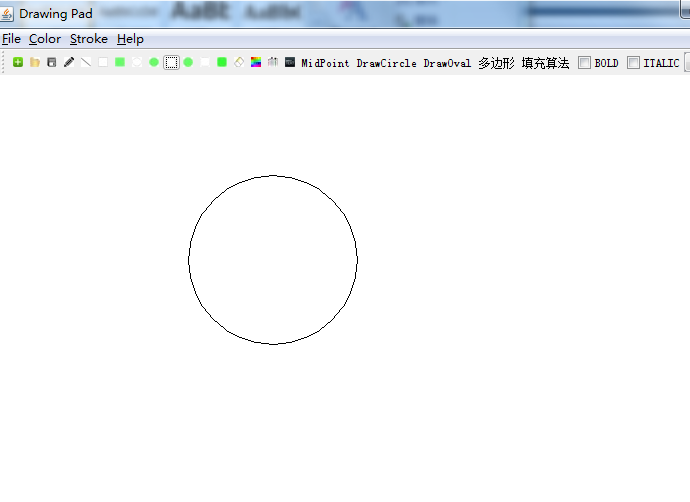 Drawing Pad
File Color Stroke Help
MidPoint DrawCircle DrawOval 多边形 填充算法 BOLD ITALIC